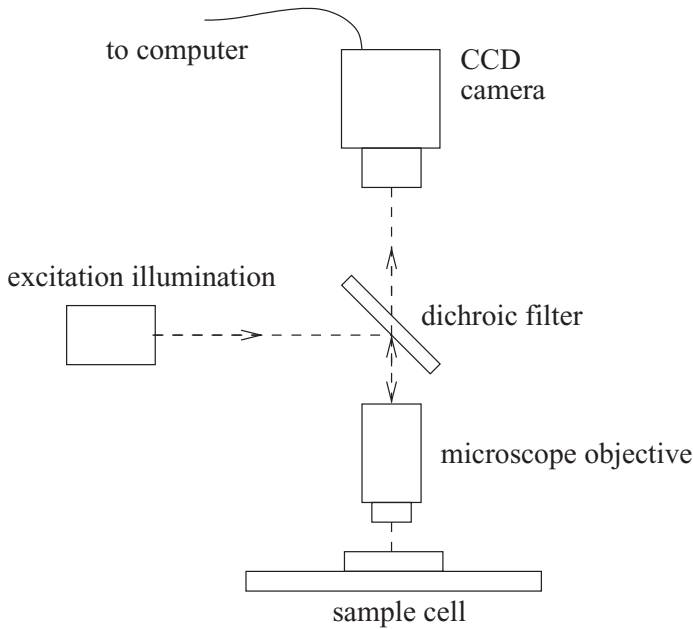 to computer
CCD
camera
excitation illumination
dichroic filter
microscope objective
sample cell